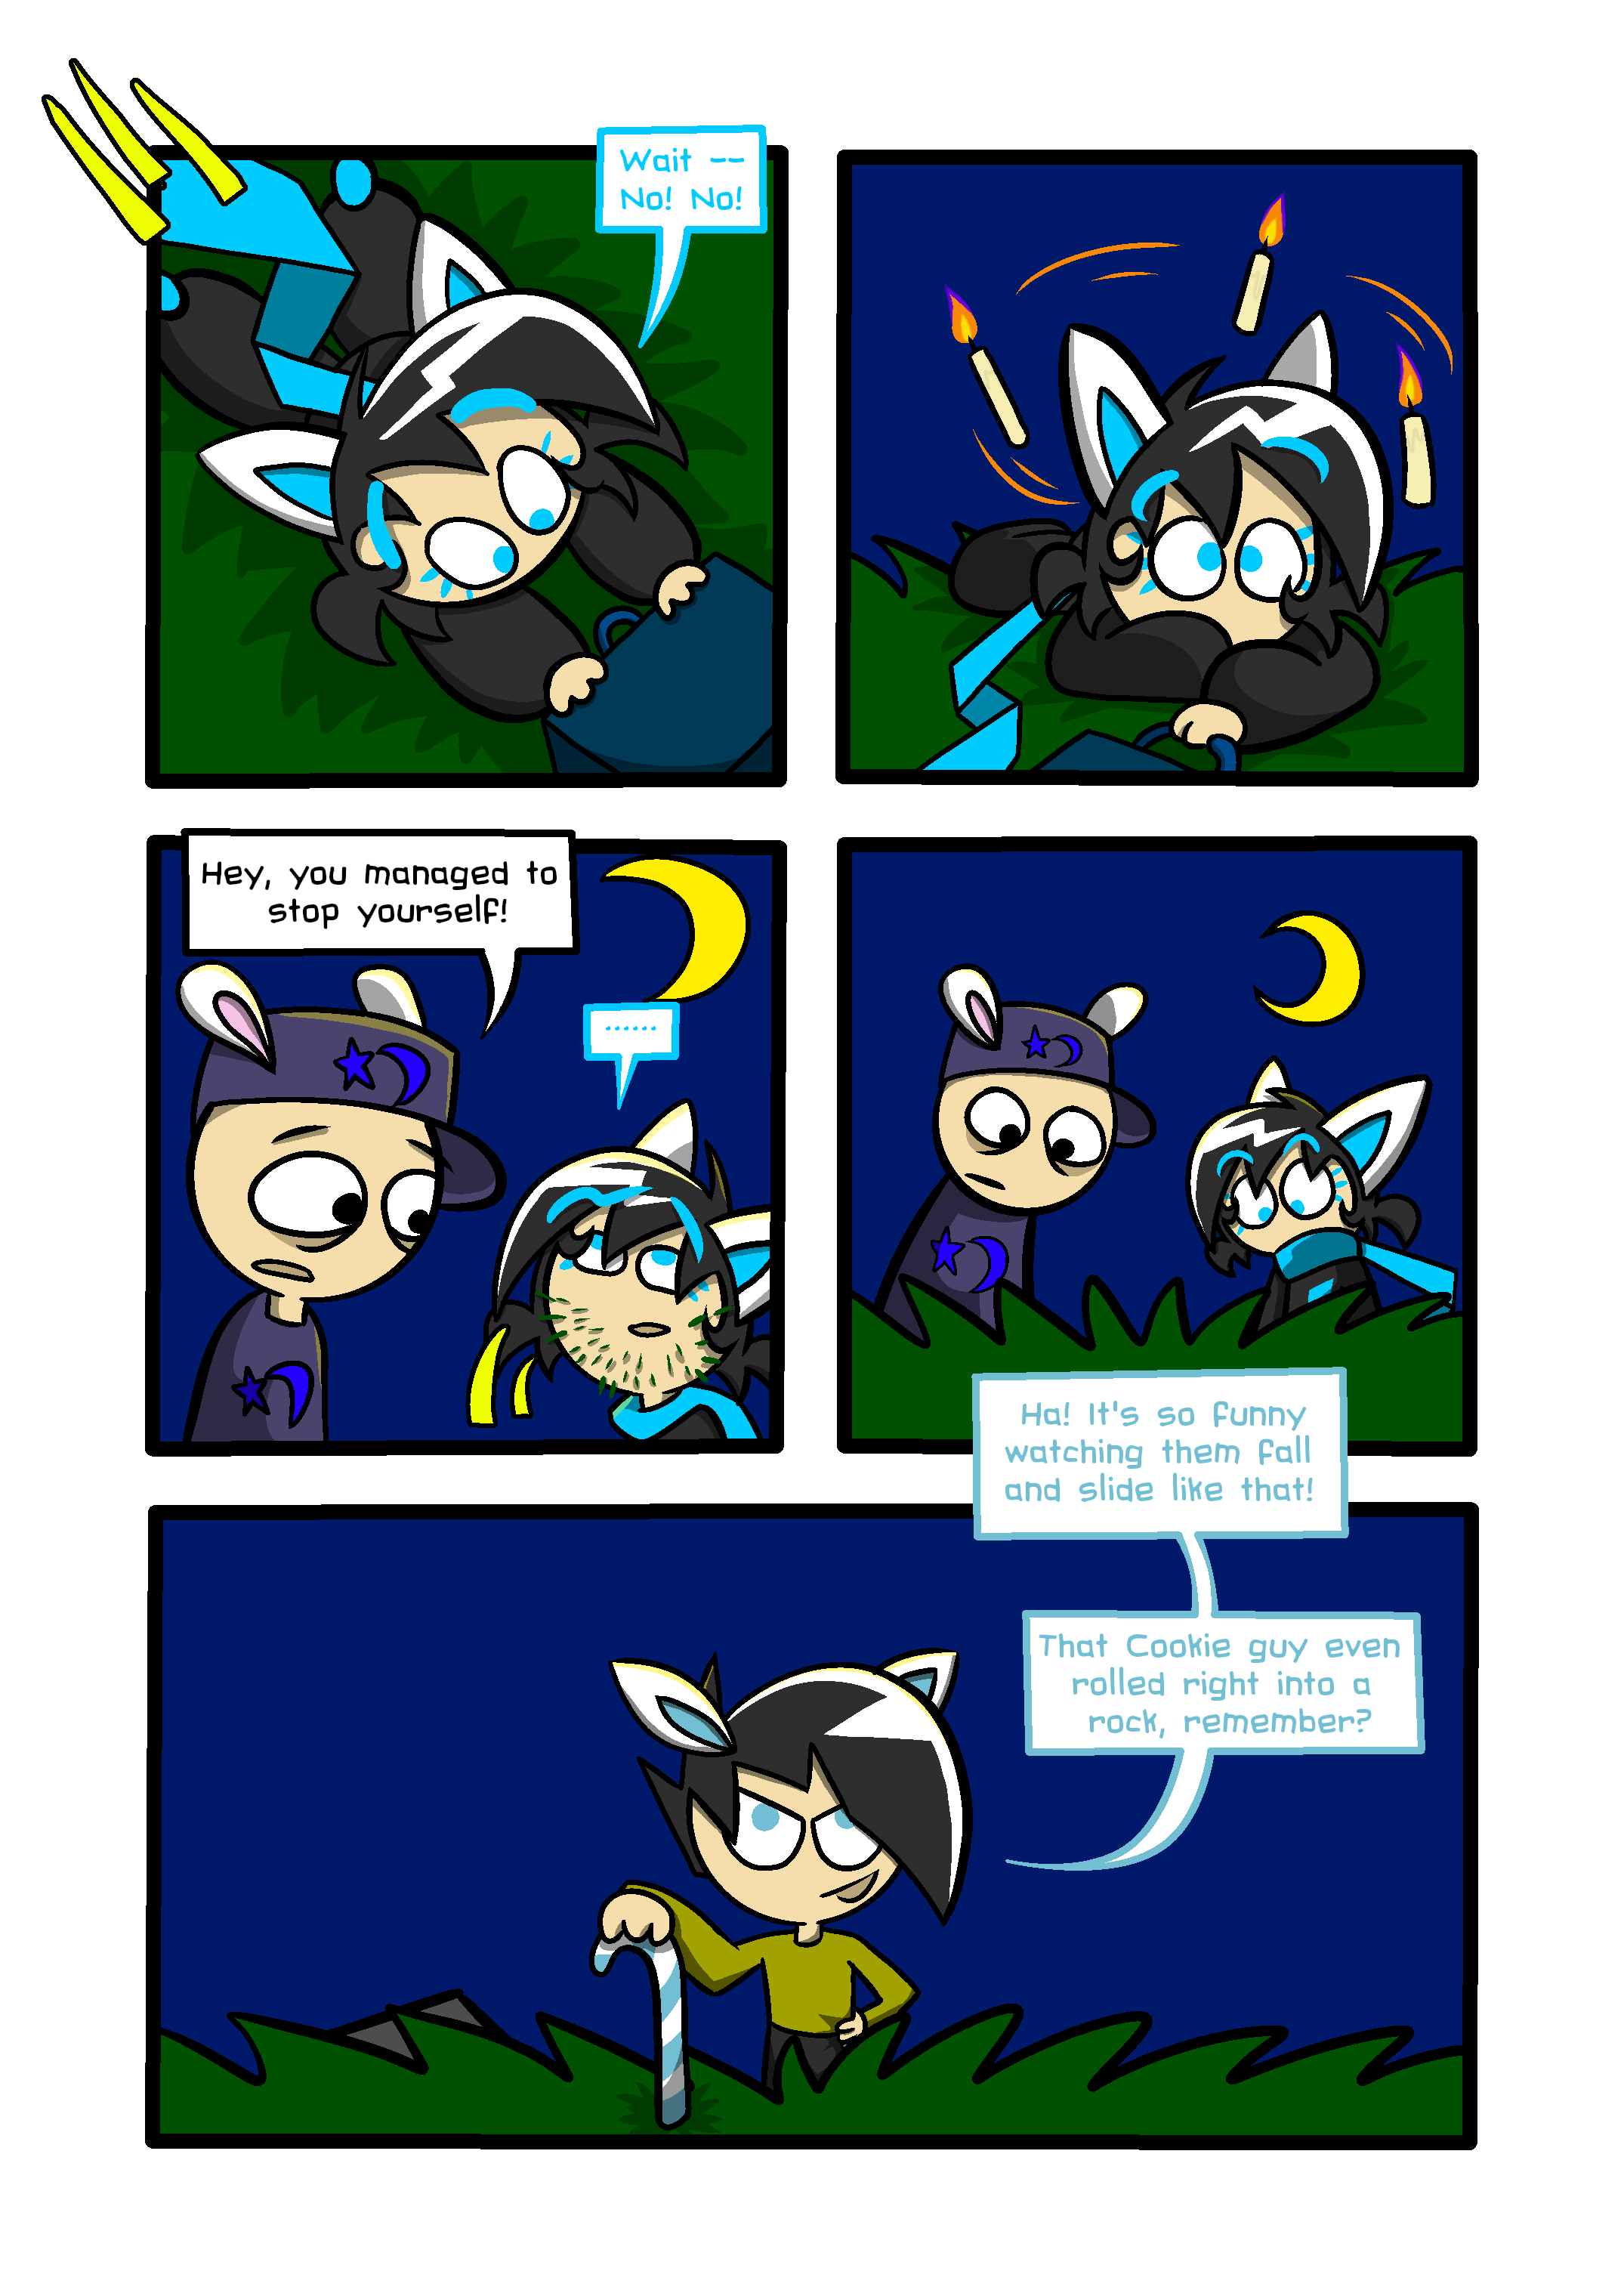 Wait --
No! No!
Hey, you managed to
stop yourself!
......
Ha! It's so funny
watching them fall
and slide like that!
That Cookie guy even
rolled right into a
rock, remember?